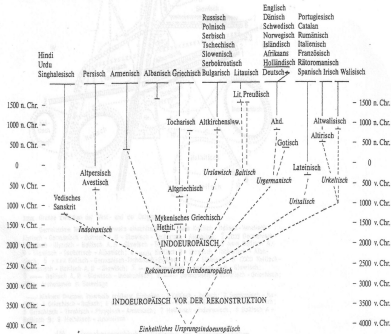 Russisch
Polnisch
Serbisch
Tschechisch
Slowenisch
Serbokroatisch
Englisch
Dänisch
Schwedisch
Norwegisch
Isländisch
Afrikaans
Holländisch
Portugiesisch
Catalan
Rumänisch
Italienisch
Französisch
Rätoromanisch
Hindi
Urdu
Singhalesisch Persisch Armenisch Albanisch Griechisch Bulgarisch Litauisch Deutsch Spanisch Irisch Walisisch
Lit. Preußisch
1500 n. Chr. 1500 n. Chr.
Tocharisch Altkirchenslaw. Ahd. Altwalisisch
1000 n. Chr. 1000 n. Chr.
Gotisch Altirisch
500 n. Chr. 500 n. Chr.
0 0
Altpersisch
Avestisch
Urslawisch Baltisch Urgermanisch Lateinisch Urkeltisch
500 v. Chr. 500 v. Chr.
Altgriechisch
Vedisches
Sanskrit
Uritalisch
1000 v. Chr. 1000 v. Chr.
Mykenisches Griechisch
1500 v. Chr. 1500 v. Chr.
Indoiranisch Hethit.
INDOEUROPÄISCH
2000 v. Chr. 2000 v. Chr.
2500 v. Chr. Rekonstruiertes Urindoeuropäisch 2500 v. Chr.
3000 v. Chr. 3000 v. Chr.
INDOEUROPÄISCH VOR DER REKONSTRUKTION
3500 v. Chr. 3500 v. Chr.
4000 v. Chr. Einheitliches Ursprungsindoeuropäisch 4000 v. Chr.